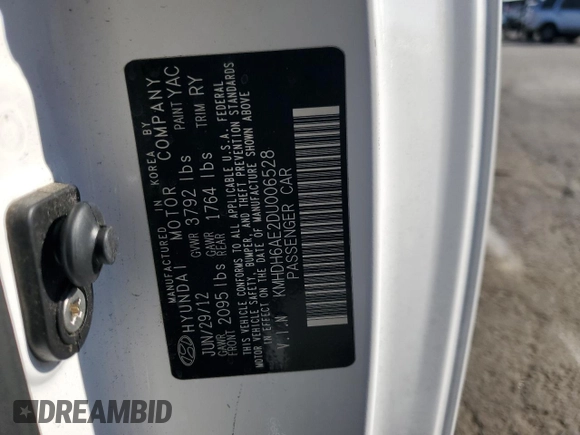 MANUFACTURED IN KOREA BY
HYUNDAI MOTOR COMPANY
JUN/29/12 GVWR 3792 lbs PAINT YAC
GAWR FRONT 2095 lbs GAWR REAR 1764 lbs TRIM RY
THIS VEHICLE CONFORMS TO ALL APPLICABLE U.S.A. FEDERAL
MOTOR VEHICLE SAFETY, BUMPER, AND THEFT PREVENTION STANDARDS
IN EFFECT ON THE DATE OF MANUFACTURE SHOWN ABOVE
V.I.N KMHDH6AE2DU006528
PASSENGER CAR
DREAMBID